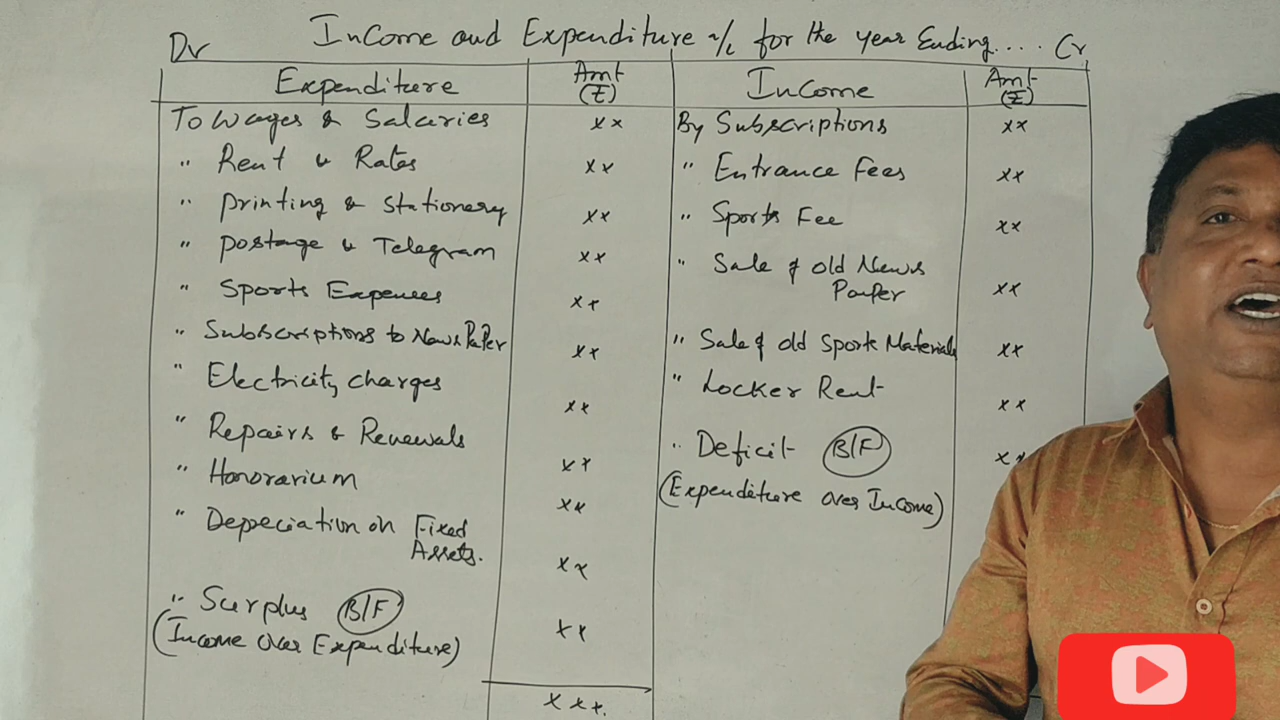 Dr Income and Expenditure a/c for the year Ending.... Cr
Expenditure Amt (₹) Income Amt (₹)
To Wages & Salaries xx By Subscriptions xx
" Rent & Rates xx " Entrance Fees xx
" Printing & Stationery xx " Sports Fee xx
" Postage & Telegram xx " Sale of old News
Paper xx
" Sports Expenses xx
" Subscriptions to News Paper xx " Sale of old Sports Materials xx
" Electricity charges xx " Locker Rent xx
" Repairs & Renewals xx " Deficit B/F xx
" Honorarium xx (Expenditure over Income)
" Depreciation on Fixed
Assets. xx
" Surplus B/F xx
(Income over Expenditure)
xxx.